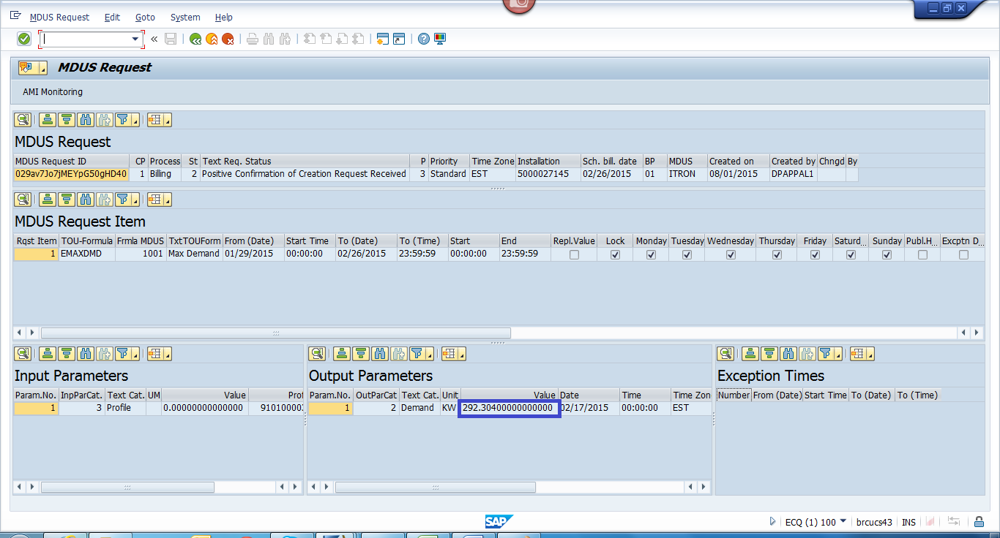 MDUS Request Edit Goto System Help
«
MDUS Request
AMI Monitoring
MDUS Request
MDUS Request ID CP Process St Text Req. Status P Priority Time Zone Installation Sch. bill. date BP MDUS Created on Created by Chngd By
029av7Jo7jMEYpG50gHD40 1 Billing 2 Positive Confirmation of Creation Request Received 3 Standard EST 5000027145 02/26/2015 01 ITRON 08/01/2015 DPAPPAL1
MDUS Request Item
Rqst Item TOU-Formula Frmla MDUS TxtTOUForm From (Date) Start Time To (Date) To (Time) Start End Repl.Value Lock Monday Tuesday Wednesday Thursday Friday Saturd... Sunday Publ.H... Excptn D...
1 EMAXDMD 1001 Max Demand 01/29/2015 00:00:00 02/26/2015 23:59:59 00:00:00 23:59:59
Input Parameters
Param.No. InpParCat. Text Cat. UM Value Prof
1 3 Profile 0.00000000000000 910100003
Output Parameters
Param.No. OutParCat Text Cat. Unit Value Date Time Time Zon
1 2 Demand KW 292.30400000000000 02/17/2015 00:00:00 EST
Exception Times
Number From (Date) Start Time To (Date) To (Time)
SAP
ECQ (1) 100 brcucs43 INS